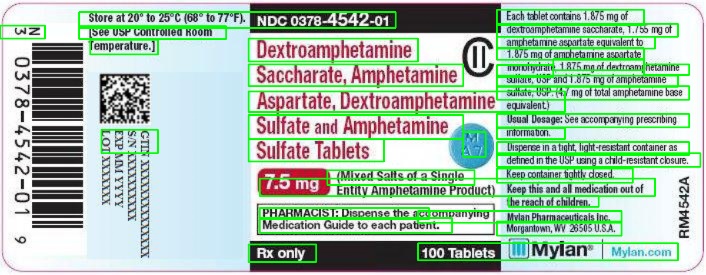 Store at 20° to 25°C (68° to 77°F).
[See USP Controlled Room
Temperature.]
N
3
0378-4542-01
9
GTIN XXXXXXXXXXXXXX
S/N XXXXXXXXXX
EXP MM YYYY
LOT XXXXXX
NDC 0378-4542-01
CII
Dextroamphetamine
Saccharate, Amphetamine
Aspartate, Dextroamphetamine
Sulfate and Amphetamine
Sulfate Tablets
M
A7
7.5 mg
(Mixed Salts of a Single
Entity Amphetamine Product)
PHARMACIST: Dispense the accompanying
Medication Guide to each patient.
Rx only
100 Tablets
Each tablet contains 1.875 mg of
dextroamphetamine saccharate, 1.755 mg of
amphetamine aspartate equivalent to
1.875 mg of amphetamine aspartate
monohydrate, 1.875 mg of dextroamphetamine
sulfate, USP and 1.875 mg of amphetamine
sulfate, USP. (4.7 mg of total amphetamine base
equivalent.)
Usual Dosage: See accompanying prescribing
information.
Dispense in a tight, light-resistant container as
defined in the USP using a child-resistant closure.
Keep container tightly closed.
Keep this and all medication out of
the reach of children.
Mylan Pharmaceuticals Inc.
Morgantown, WV 26505 U.S.A.
Mylan®
Mylan.com
RM4542A